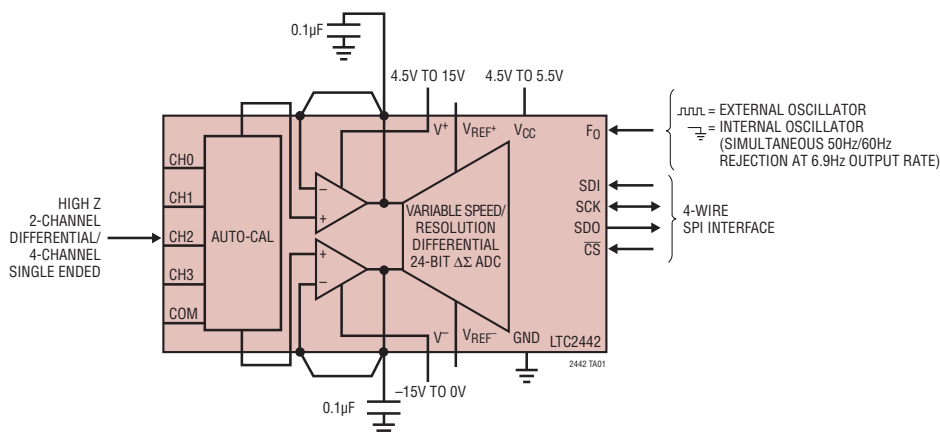 0.1µF
4.5V TO 15V
4.5V TO 5.5V
V+
VREF+
VCC
FO
= EXTERNAL OSCILLATOR
= INTERNAL OSCILLATOR
(SIMULTANEOUS 50Hz/60Hz
REJECTION AT 6.9Hz OUTPUT RATE)
HIGH Z
2-CHANNEL
DIFFERENTIAL/
4-CHANNEL
SINGLE ENDED
CH0
CH1
CH2
CH3
COM
AUTO-CAL
–
+
+
–
VARIABLE SPEED/
RESOLUTION
DIFFERENTIAL
24-BIT ΔΣ ADC
SDI
SCK
SDO
CS
4-WIRE
SPI INTERFACE
V–
VREF–
GND
LTC2442
2442 TA01
–15V TO 0V
0.1µF